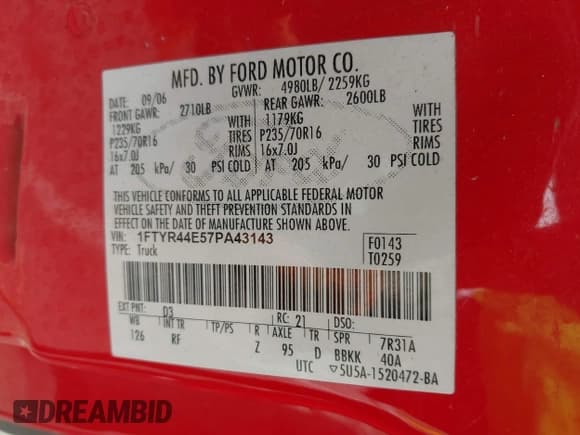 MFD. BY FORD MOTOR CO.
DATE: 09/06 GVWR: 4980LB/ 2259KG
FRONT GAWR: 2710LB REAR GAWR: 2600LB
1229KG WITH 1179KG WITH
P235/70R16 TIRES P235/70R16 TIRES
16x7.0J RIMS 16x7.0J RIMS
AT 205 kPa/ 30 PSI COLD AT 205 kPa/ 30 PSI COLD
THIS VEHICLE CONFORMS TO ALL APPLICABLE FEDERAL MOTOR
VEHICLE SAFETY AND THEFT PREVENTION STANDARDS IN
EFFECT ON THE DATE OF MANUFACTURE SHOWN ABOVE.
VIN: 1FTYR44E57PA43143 F0143
TYPE: Truck T0259
EXT PNT: D3 RC: 21 DSO:
WB INT TR TP/PS R AXLE TR SPR 7R31A
126 RF Z 95 D BBKK 40A
UTC ▽5U5A-1520472-BA
DREAMBID